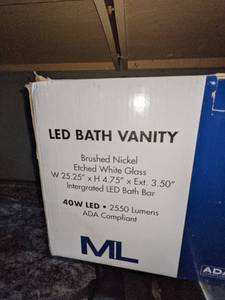 LED BATH VANITY
Brushed Nickel
Etched White Glass
W 25.25" x H 4.75" x Ext. 3.50"
Intergrated LED Bath Bar
40W LED • 2550 Lumens
ADA Compliant
ML
ADA